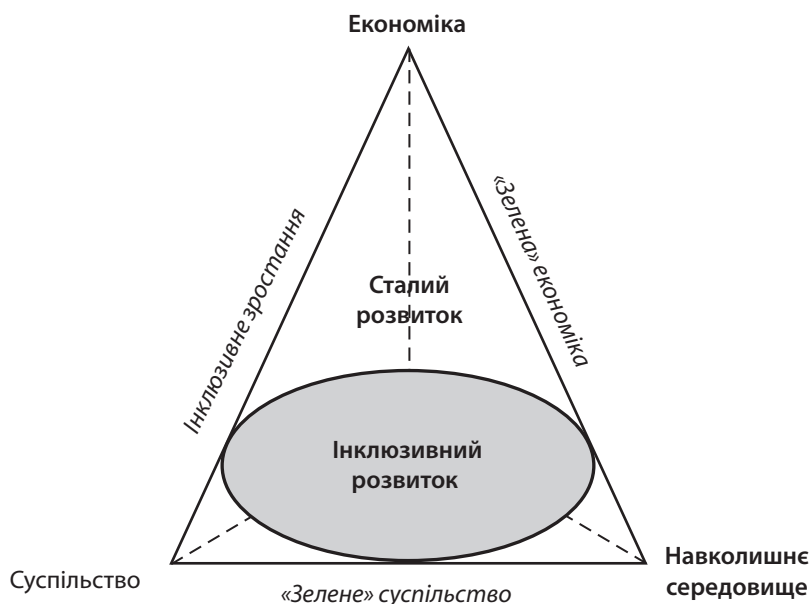 Економіка
Інклюзивне зростання
«Зелена» економіка
Сталий
розвиток
Інклюзивний
розвиток
Суспільство
Навколишнє
середовище
«Зелене» суспільство